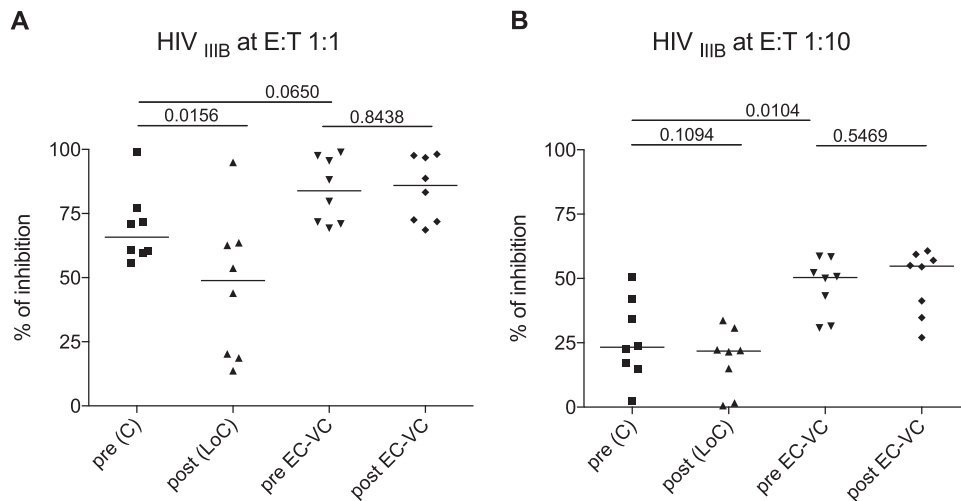 A
HIV IIIB at E:T 1:1
0.0650
0.0156
0.8438
100
75
50
25
0
% of inhibition
pre (C)
post (LoC)
pre EC-VC
post EC-VC
B
HIV IIIB at E:T 1:10
0.0104
0.1094
0.5469
100
75
50
25
0
% of inhibition
pre (C)
post (LoC)
pre EC-VC
post EC-VC